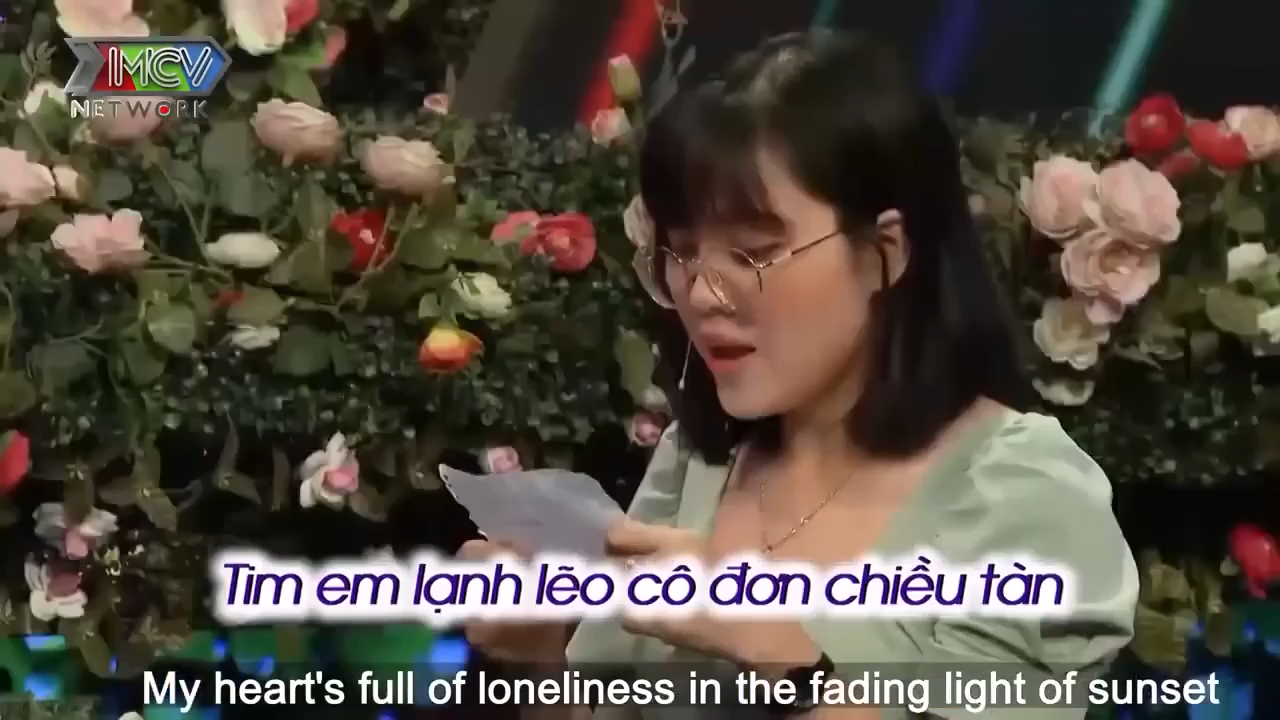 MCV
NETWORK
Tim em lạnh lẽo cô đơn chiều tàn
My heart's full of loneliness in the fading light of sunset